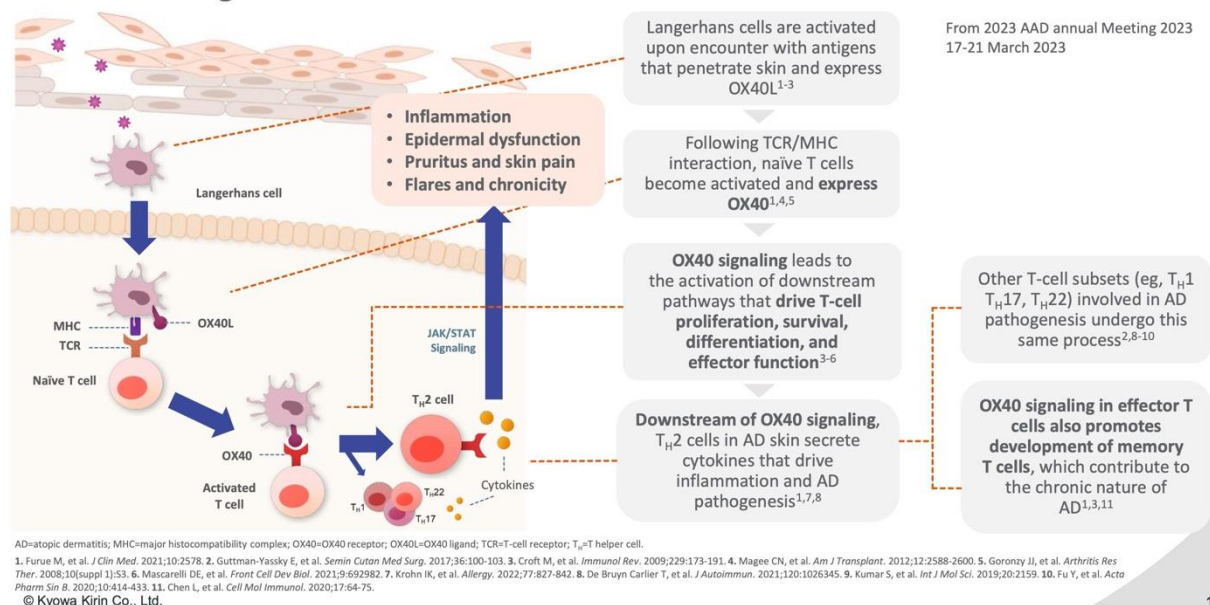 From 2023 AAD annual Meeting 2023
17-21 March 2023
Langerhans cells are activated
upon encounter with antigens
that penetrate skin and express
OX40L1-3
Following TCR/MHC
interaction, naïve T cells
become activated and express
OX401,4,5
OX40 signaling leads to
the activation of downstream
pathways that drive T-cell
proliferation, survival,
differentiation, and
effector function3-6
Downstream of OX40 signaling,
TH2 cells in AD skin secrete
cytokines that drive
inflammation and AD
pathogenesis1,7,8
Other T-cell subsets (eg, TH1
TH17, TH22) involved in AD
pathogenesis undergo this
same process2,8-10
OX40 signaling in effector T
cells also promotes
development of memory
T cells, which contribute to
the chronic nature of
AD1,3,11
• Inflammation
• Epidermal dysfunction
• Pruritus and skin pain
• Flares and chronicity
Langerhans cell
MHC
OX40L
TCR
Naïve T cell
JAK/STAT
Signaling
TH2 cell
OX40
Activated
T cell
TH1
TH22
TH17
Cytokines
AD=atopic dermatitis; MHC=major histocompatibility complex; OX40=OX40 receptor; OX40L=OX40 ligand; TCR=T-cell receptor; TH=T helper cell.
1. Furue M, et al. J Clin Med. 2021;10:2578. 2. Guttman-Yassky E, et al. Semin Cutan Med Surg. 2017;36:100-103. 3. Croft M, et al. Immunol Rev. 2009;229:173-191. 4. Magee CN, et al. Am J Transplant. 2012;12:2588-2600. 5. Goronzy JJ, et al. Arthritis Res
Ther. 2008;10(suppl 1):S3. 6. Mascarelli DE, et al. Front Cell Dev Biol. 2021;9:692982. 7. Krohn IK, et al. Allergy. 2022;77:827-842. 8. De Bruyn Carlier T, et al. J Autoimmun. 2021;120:1026345. 9. Kumar S, et al. Int J Mol Sci. 2019;20:2159. 10. Fu Y, et al. Acta
Pharm Sin B. 2020;10:414-433. 11. Chen L, et al. Cell Mol Immunol. 2020;17:64-75.
© Kyowa Kirin Co., Ltd.